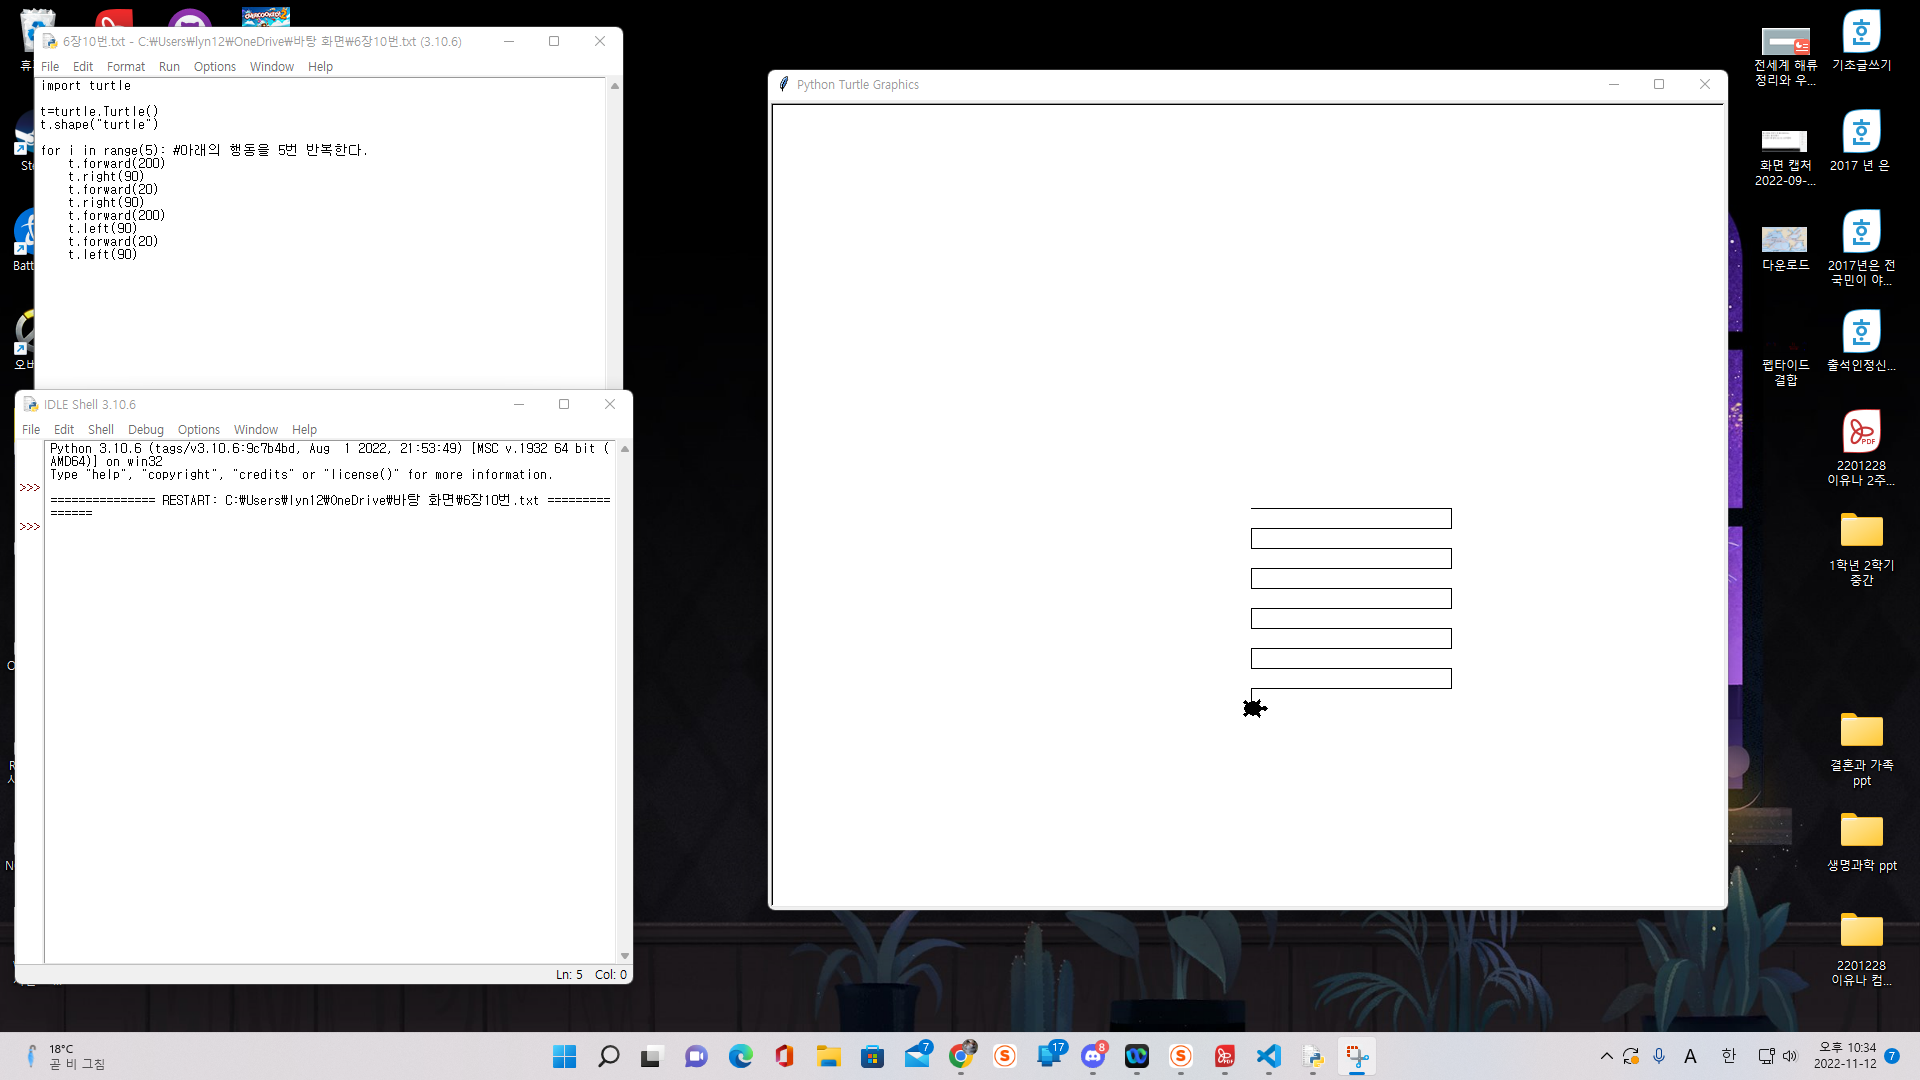 6장10번.txt - C:₩Users₩lyn12₩OneDrive₩바탕 화면₩6장10번.txt (3.10.6)
File Edit Format Run Options Window Help
import turtle
t=turtle.Turtle()
t.shape("turtle")
for i in range(5): #아래의 행동을 5번 반복한다.
    t.forward(200)
    t.right(90)
    t.forward(20)
    t.right(90)
    t.forward(200)
    t.left(90)
    t.forward(20)
    t.left(90)
IDLE Shell 3.10.6
File Edit Shell Debug Options Window Help
Python 3.10.6 (tags/v3.10.6:9c7b4bd, Aug  1 2022, 21:53:49) [MSC v.1932 64 bit (
AMD64)] on win32
Type "help", "copyright", "credits" or "license()" for more information.
>>>
=============== RESTART: C:₩Users₩lyn12₩OneDrive₩바탕 화면₩6장10번.txt =========
======
>>>
Ln: 5 Col: 0
Python Turtle Graphics
전세계 해류
정리와 우...
기초글쓰기
화면 캡처
2022-09-...
2017 년 은
다운로드
2017년은 전
국민이 야...
펩타이드
결합
출석인정신...
PDF
2201228
이유나 2주...
1학년 2학기
중간
결혼과 가족
ppt
생명과학 ppt
2201228
이유나 컴...
18°C
곧 비 그침
7
17
8
A
한
오후 10:34
2022-11-12
7